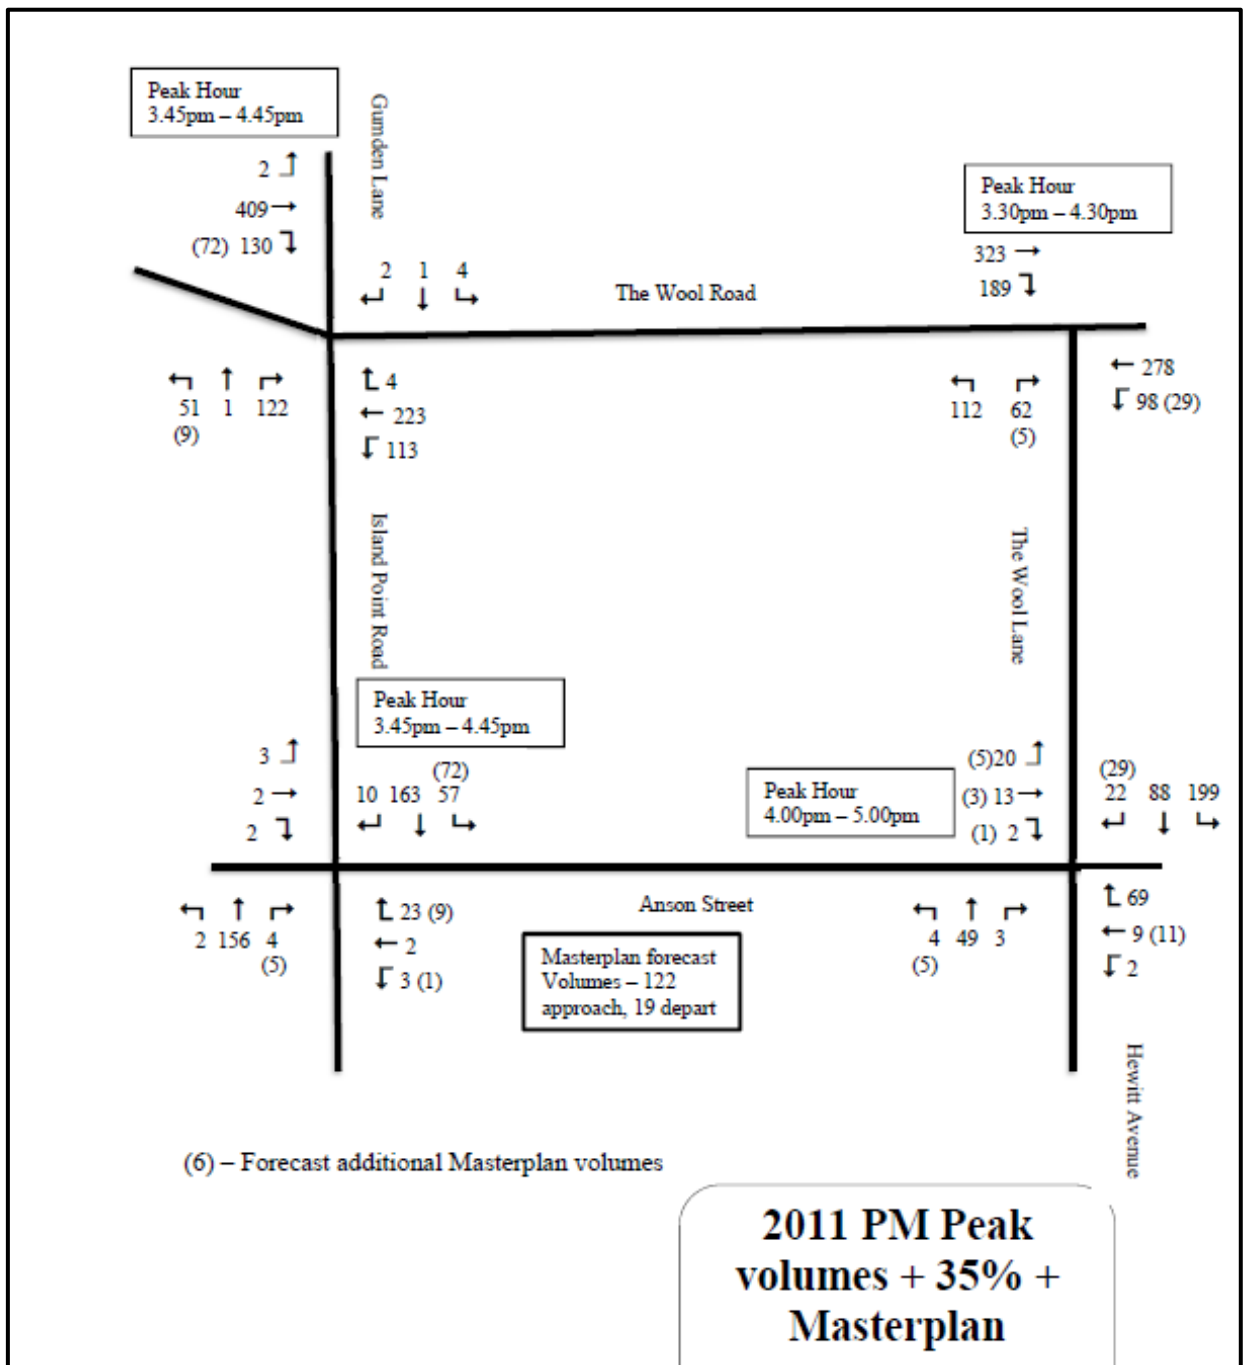 Peak Hour
3.45pm – 4.45pm
Gumden Lane
2
409
(72) 130
2 1 4
The Wool Road
Peak Hour
3.30pm – 4.30pm
323
189
51 1 122
(9)
4
223
113
112 62
(5)
278
98 (29)
Island Point Road
The Wool Lane
Peak Hour
3.45pm – 4.45pm
3
2
2
(72)
10 163 57
Peak Hour
4.00pm – 5.00pm
(5)20
(3) 13
(1) 2
(29)
22 88 199
2 156 4
(5)
23 (9)
2
3 (1)
Anson Street
Masterplan forecast
Volumes – 122
approach, 19 depart
4 49 3
(5)
69
9 (11)
2
Hewitt Avenue
(6) – Forecast additional Masterplan volumes
2011 PM Peak
volumes + 35% +
Masterplan